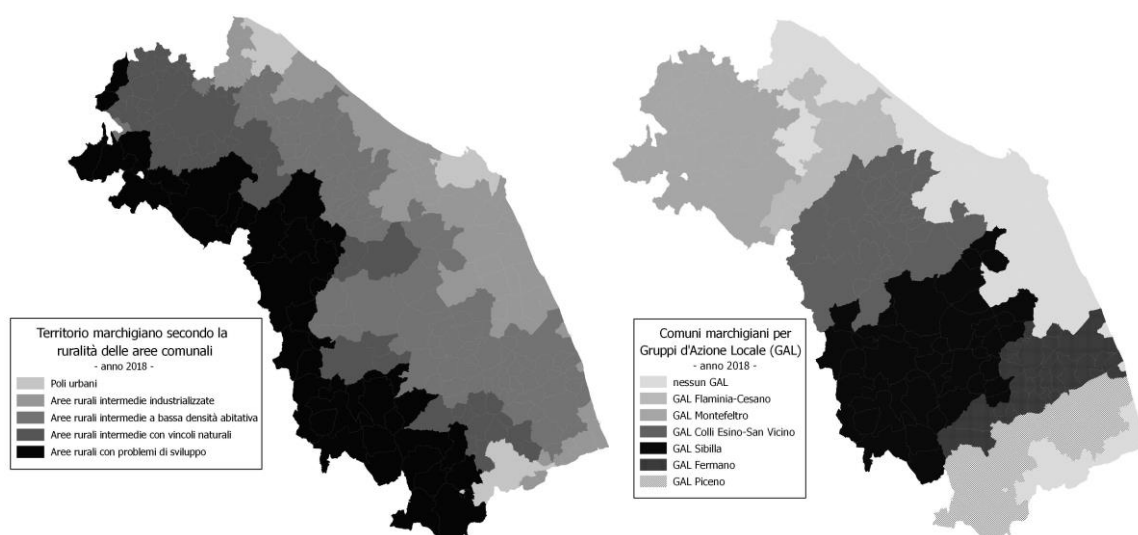 Territorio marchigiano secondo la
ruralità delle aree comunali
- anno 2018 -
Poli urbani
Aree rurali intermedie industrializzate
Aree rurali intermedie a bassa densità abitativa
Aree rurali intermedie con vincoli naturali
Aree rurali con problemi di sviluppo
Comuni marchigiani per
Gruppi d'Azione Locale (GAL)
- anno 2018 -
nessun GAL
GAL Flaminia-Cesano
GAL Montefeltro
GAL Colli Esino-San Vicino
GAL Sibilla
GAL Fermano
GAL Piceno